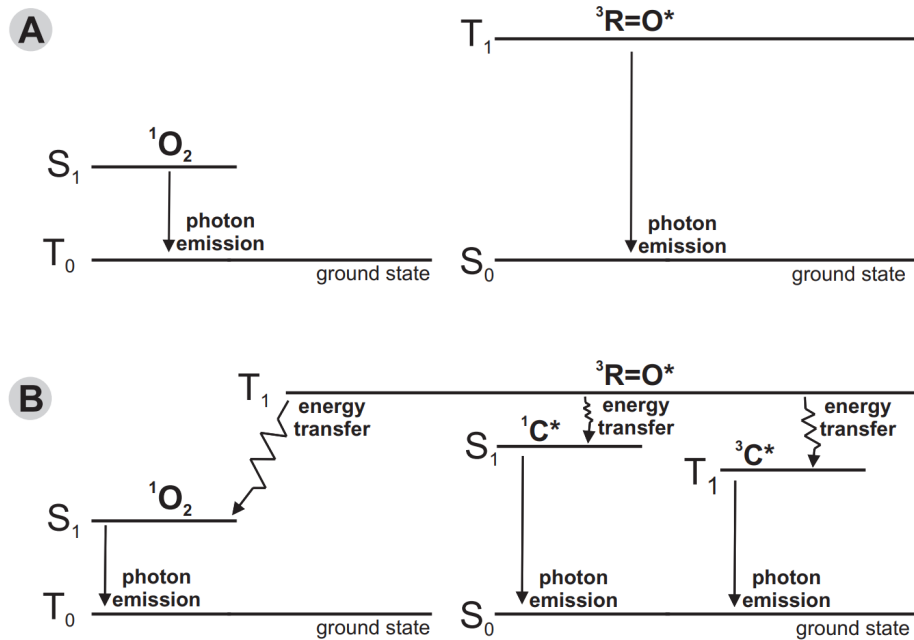 A
³R=O*
T₁
¹O₂
S₁
photon
emission
T₀
ground state
photon
emission
S₀
ground state
B
³R=O*
T₁
energy
transfer
energy
transfer
energy
transfer
¹C*
S₁
³C*
T₁
¹O₂
S₁
photon
emission
T₀
ground state
photon
emission
photon
emission
S₀
ground state